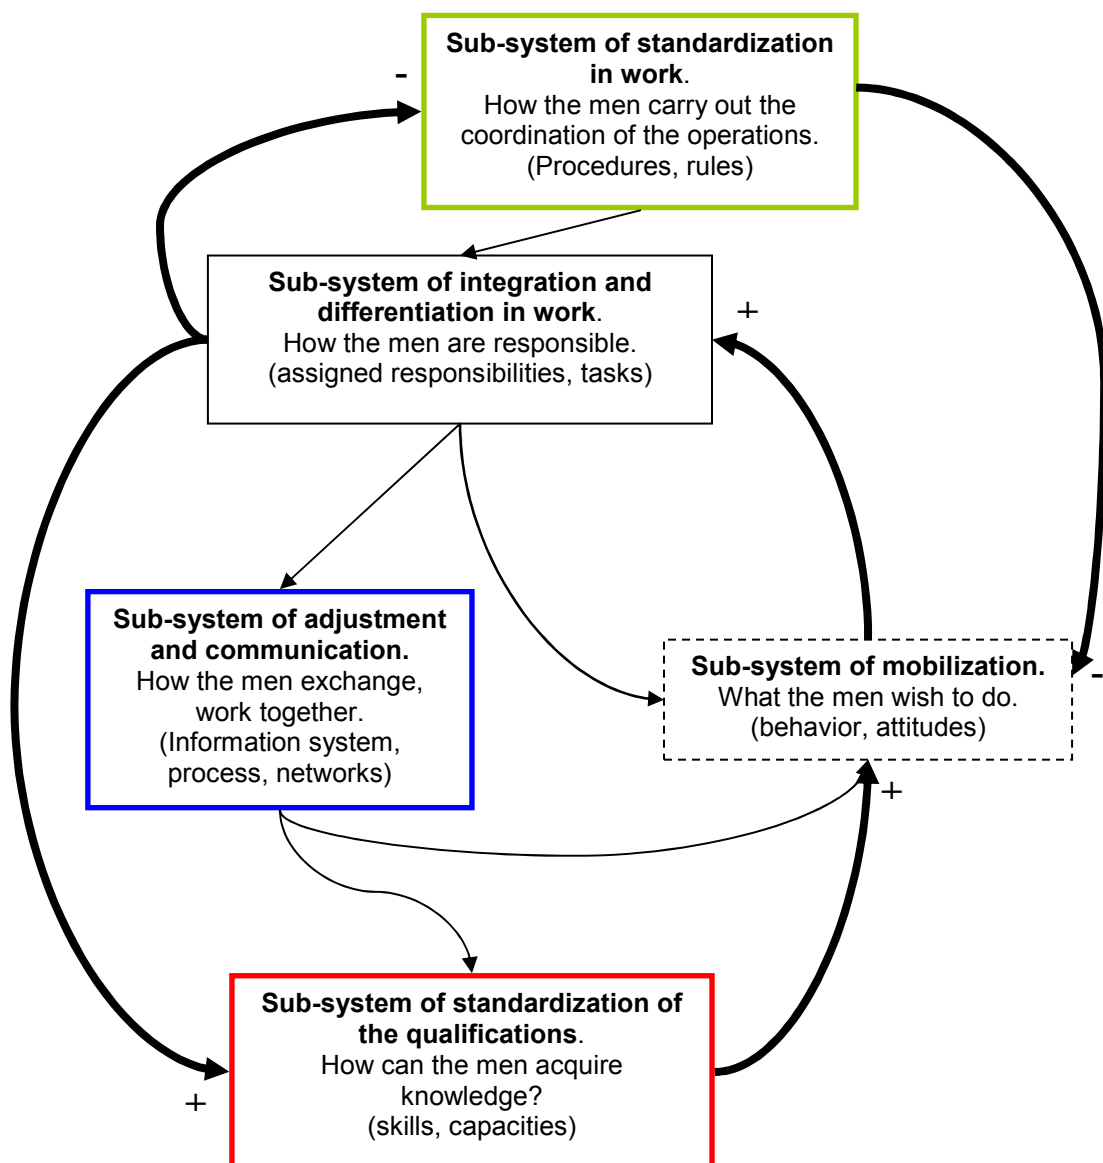 Sub-system of standardization
in work.
-
How the men carry out the
coordination of the operations.
(Procedures, rules)
Sub-system of integration and
differentiation in work.
+
How the men are responsible.
(assigned responsibilities, tasks)
Sub-system of adjustment
and communication.
How the men exchange,
work together.
(Information system,
process, networks)
Sub-system of mobilization.
What the men wish to do.
(behavior, attitudes)
-
+
Sub-system of standardization of
the qualifications.
How can the men acquire
knowledge?
(skills, capacities)
+